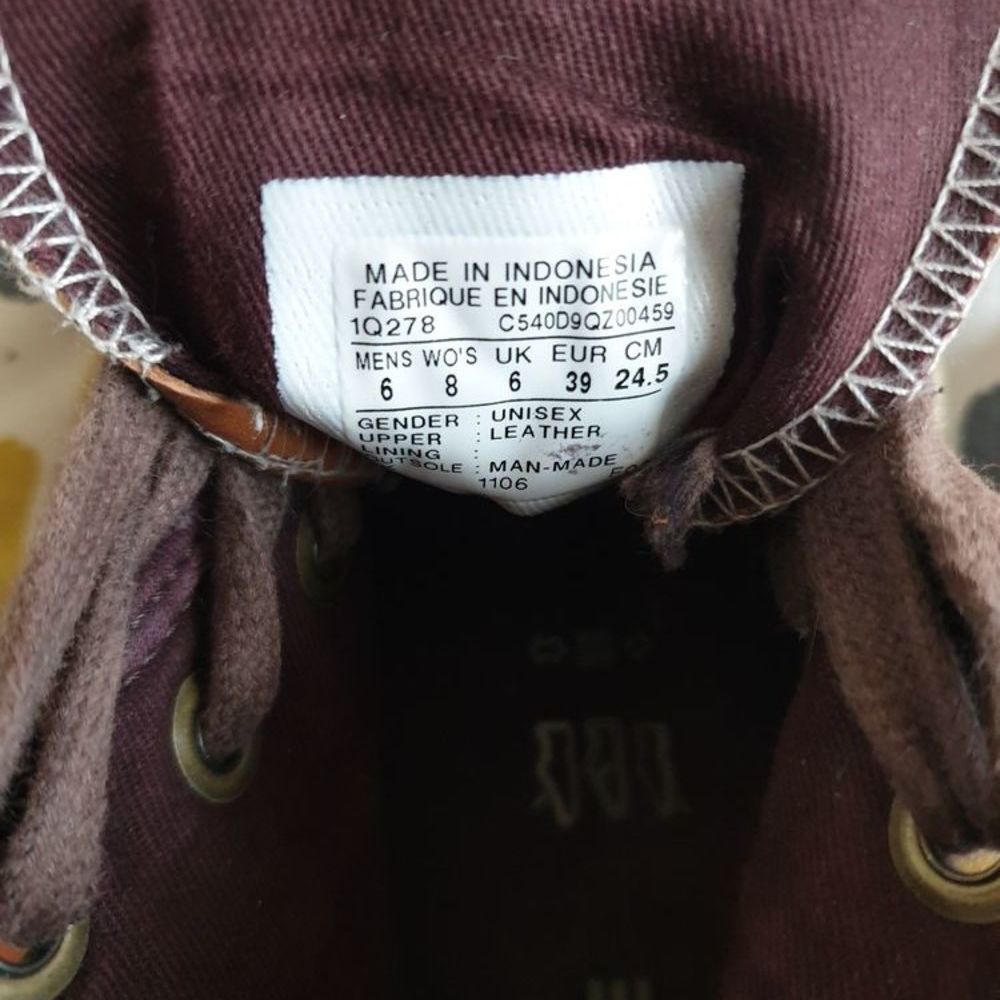 MADE IN INDONESIA
FABRIQUE EN INDONESIE
1Q278 C540D9QZ00459
MENS WO'S UK EUR CM
6 8 6 39 24.5
GENDER : UNISEX
UPPER : LEATHER
LINING
OUTSOLE : MAN-MADE
1106